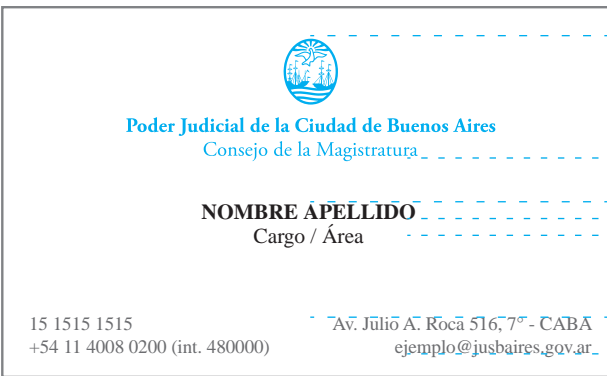 Poder Judicial de la Ciudad de Buenos Aires
Consejo de la Magistratura
NOMBRE APELLIDO
Cargo / Área
15 1515 1515
+54 11 4008 0200 (int. 480000)
Av. Julio A. Roca 516, 7° - CABA
ejemplo@jusbaires.gov.ar